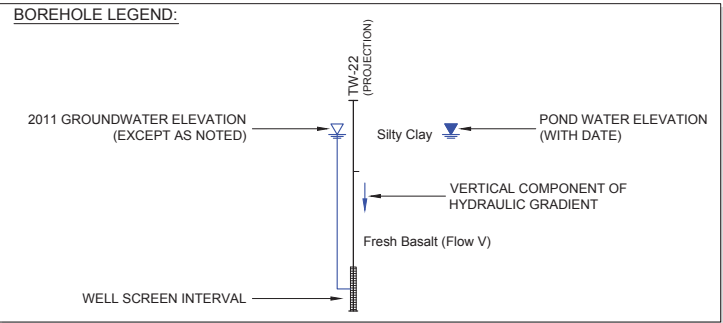 BOREHOLE LEGEND:
TW-22
(PROJECTION)
2011 GROUNDWATER ELEVATION
(EXCEPT AS NOTED)
Silty Clay
POND WATER ELEVATION
(WITH DATE)
VERTICAL COMPONENT OF
HYDRAULIC GRADIENT
Fresh Basalt (Flow V)
WELL SCREEN INTERVAL